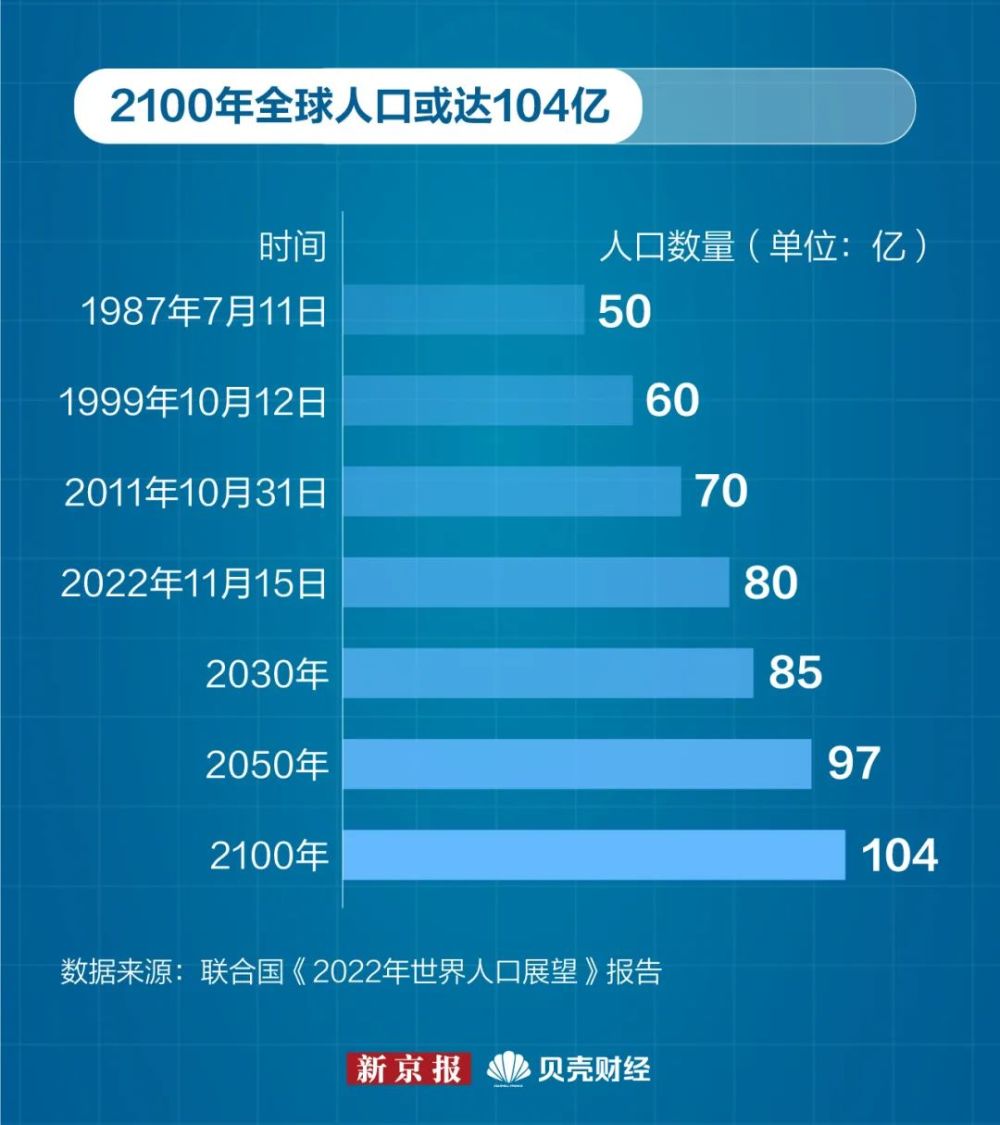 2100年全球人口或达104亿
时间 人口数量（单位：亿）
1987年7月11日 50
1999年10月12日 60
2011年10月31日 70
2022年11月15日 80
2030年 85
2050年 97
2100年 104
数据来源：联合国《2022年世界人口展望》报告
新京报 贝壳财经